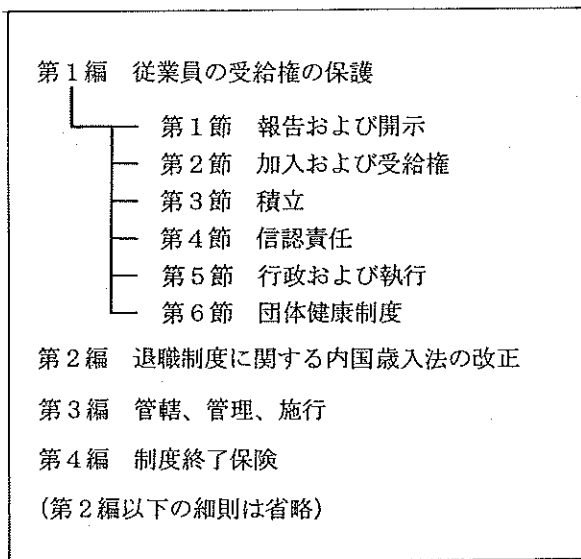 第1編　従業員の受給権の保護
第1節　報告および開示
第2節　加入および受給権
第3節　積立
第4節　信認責任
第5節　行政および執行
第6節　団体健康制度
第2編　退職制度に関する内国歳入法の改正
第3編　管轄、管理、施行
第4編　制度終了保険
(第2編以下の細則は省略)